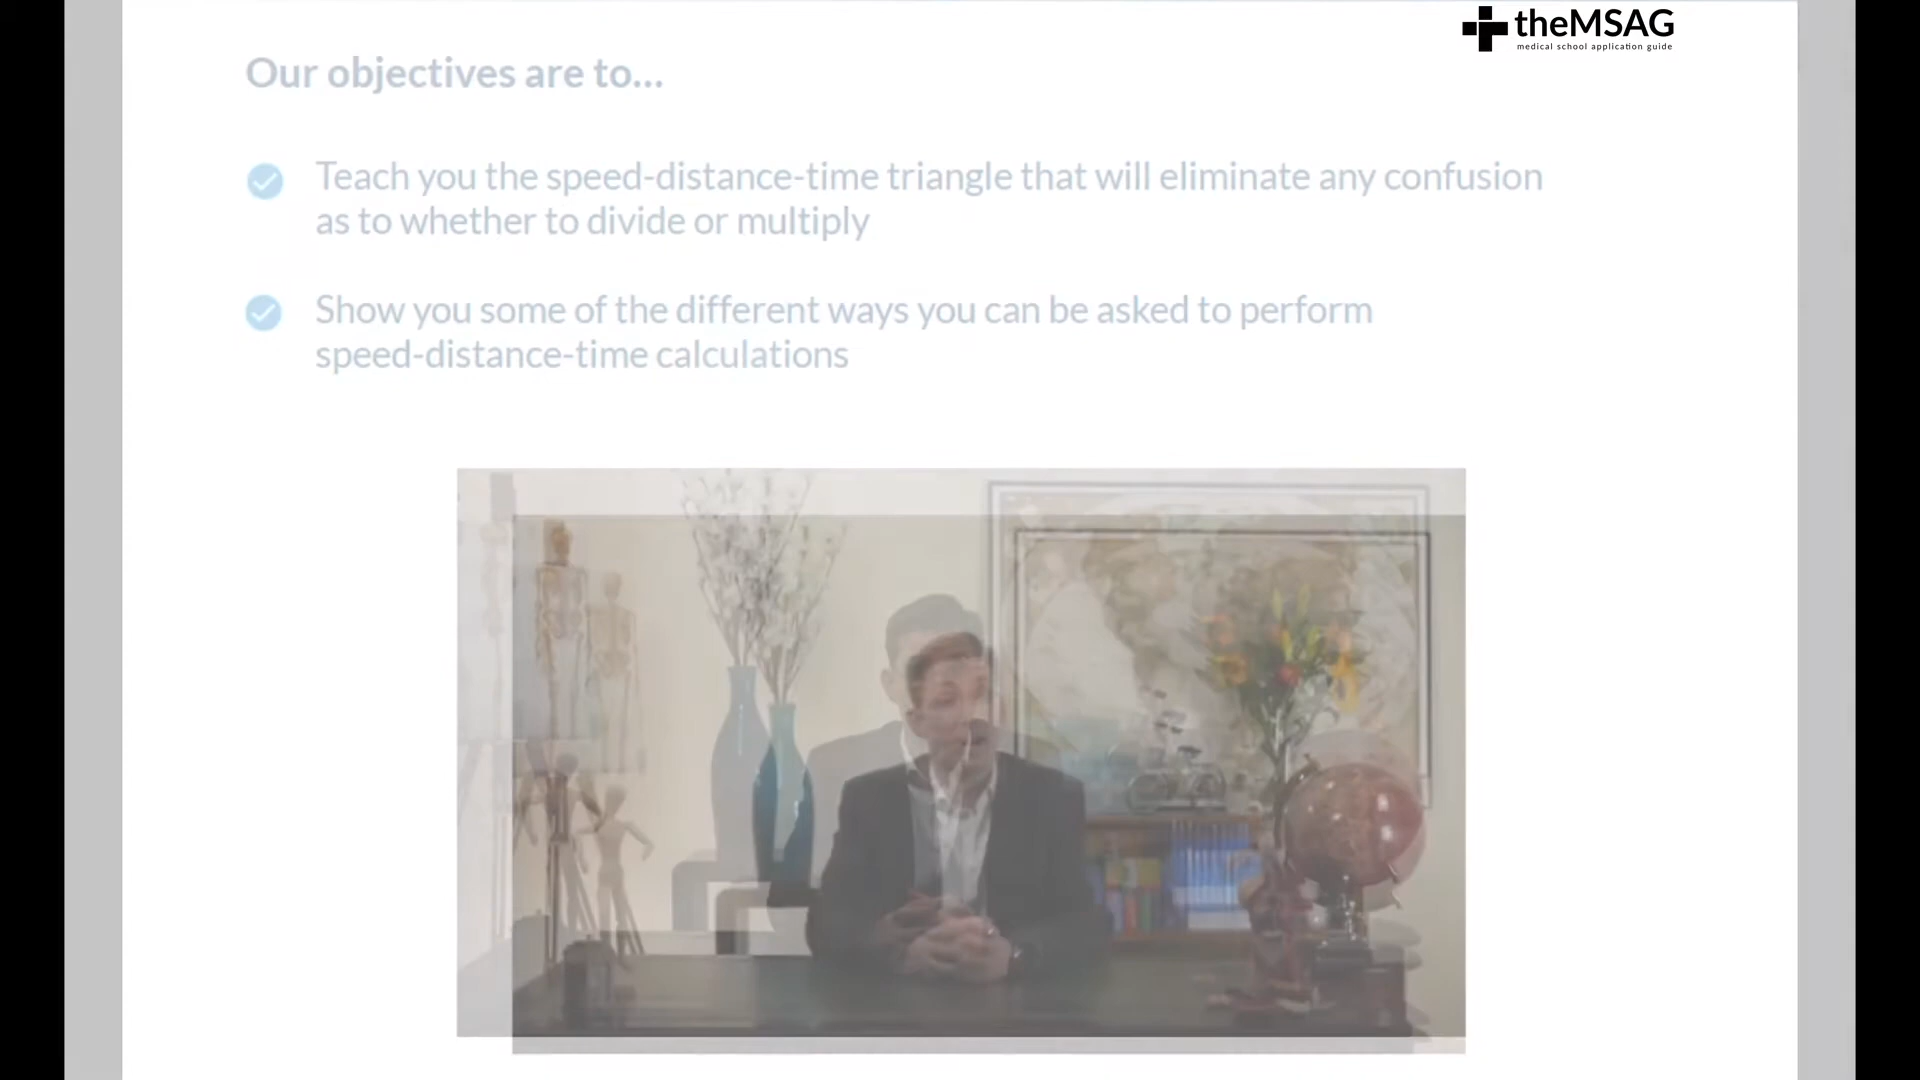 theMSAG
medical school application guide
Our objectives are to...
Teach you the speed-distance-time triangle that will eliminate any confusion
as to whether to divide or multiply
Show you some of the different ways you can be asked to perform
speed-distance-time calculations